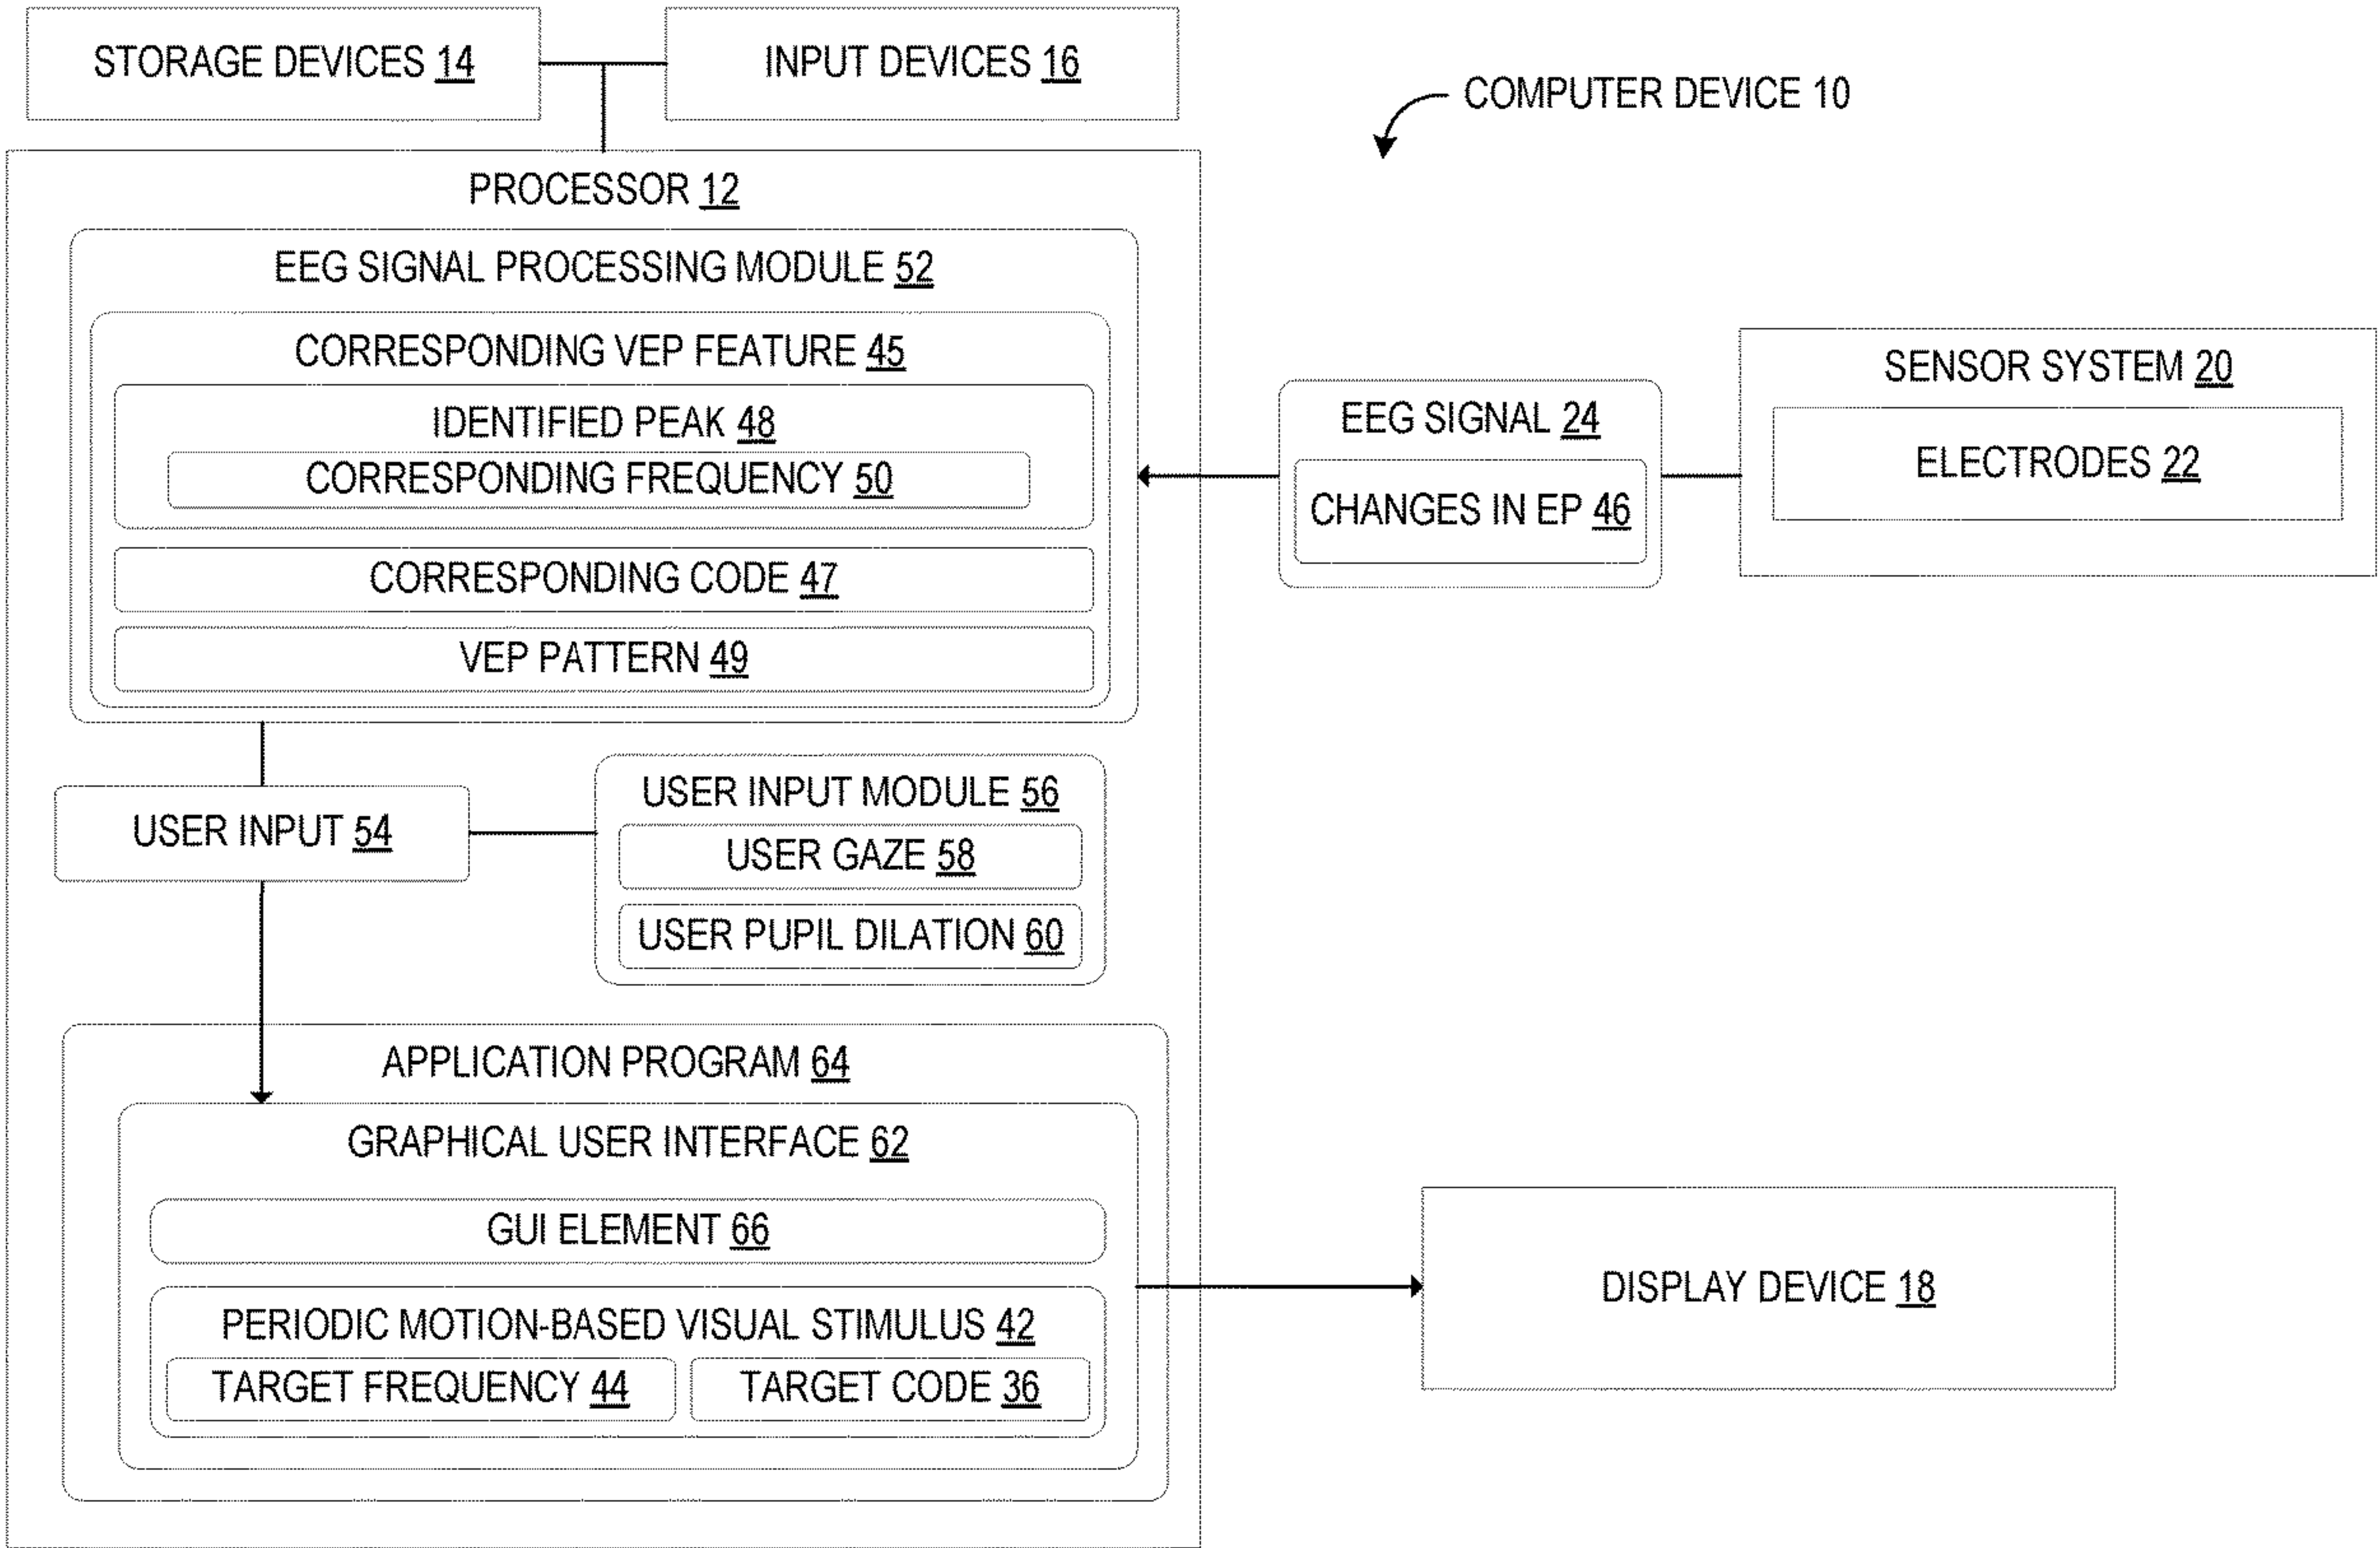 STORAGE DEVICES 14
INPUT DEVICES 16
COMPUTER DEVICE 10
PROCESSOR 12
EEG SIGNAL PROCESSING MODULE 52
CORRESPONDING VEP FEATURE 45
IDENTIFIED PEAK 48
CORRESPONDING FREQUENCY 50
CORRESPONDING CODE 47
VEP PATTERN 49
EEG SIGNAL 24
CHANGES IN EP 46
SENSOR SYSTEM 20
ELECTRODES 22
USER INPUT 54
USER INPUT MODULE 56
USER GAZE 58
USER PUPIL DILATION 60
APPLICATION PROGRAM 64
GRAPHICAL USER INTERFACE 62
GUI ELEMENT 66
PERIODIC MOTION-BASED VISUAL STIMULUS 42
TARGET FREQUENCY 44
TARGET CODE 36
DISPLAY DEVICE 18